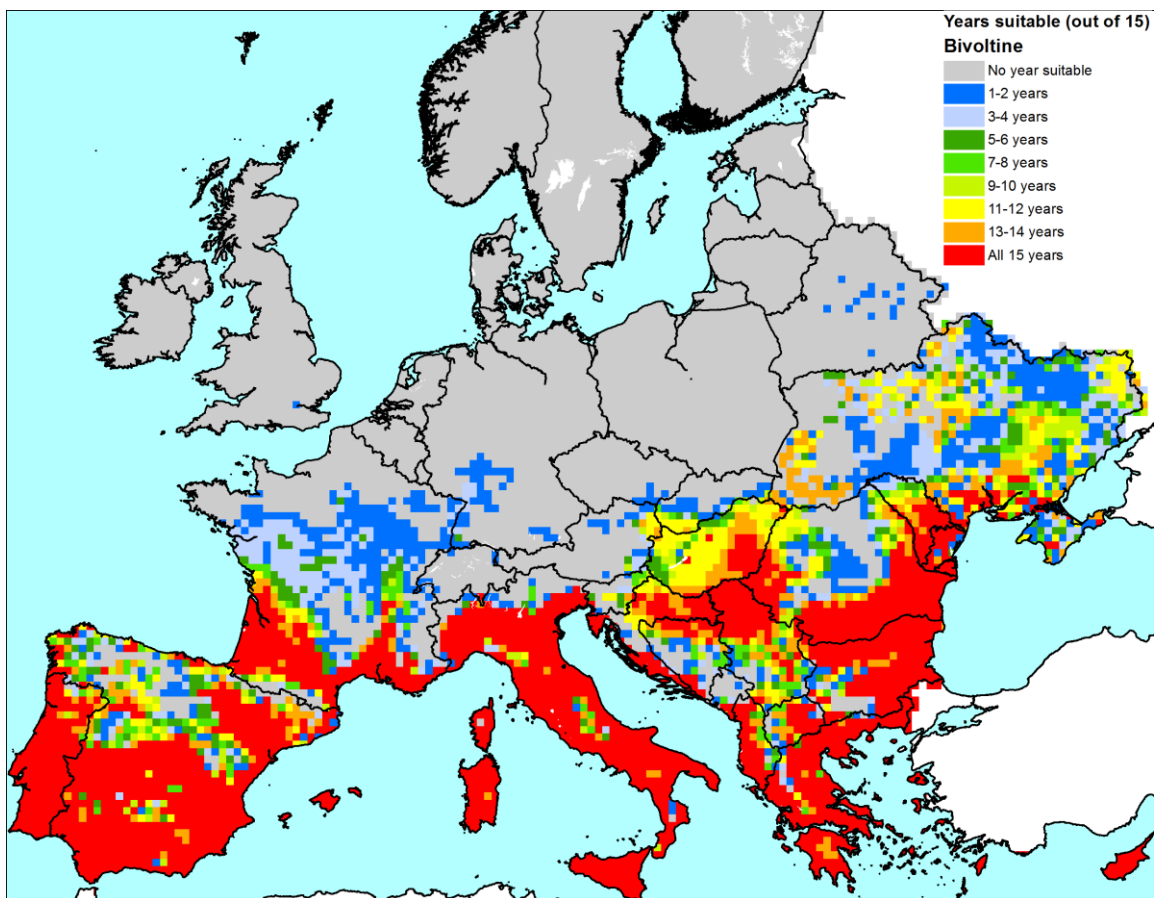 Years suitable (out of 15)
Bivoltine
No year suitable
1-2 years
3-4 years
5-6 years
7-8 years
9-10 years
11-12 years
13-14 years
All 15 years